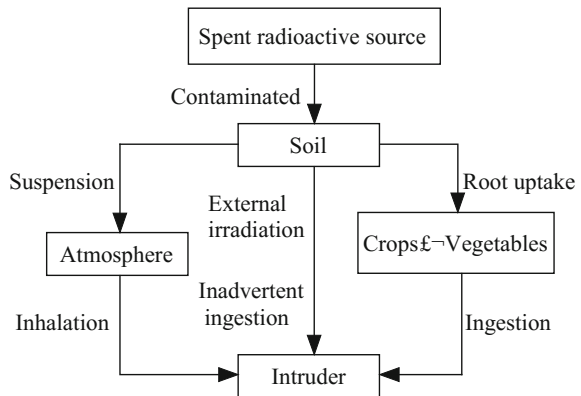 Spent radioactive source
Contaminated
Soil
Suspension
External
irradiation
Root uptake
Atmosphere
Crops£¬Vegetables
Inadvertent
ingestion
Inhalation
Ingestion
Intruder